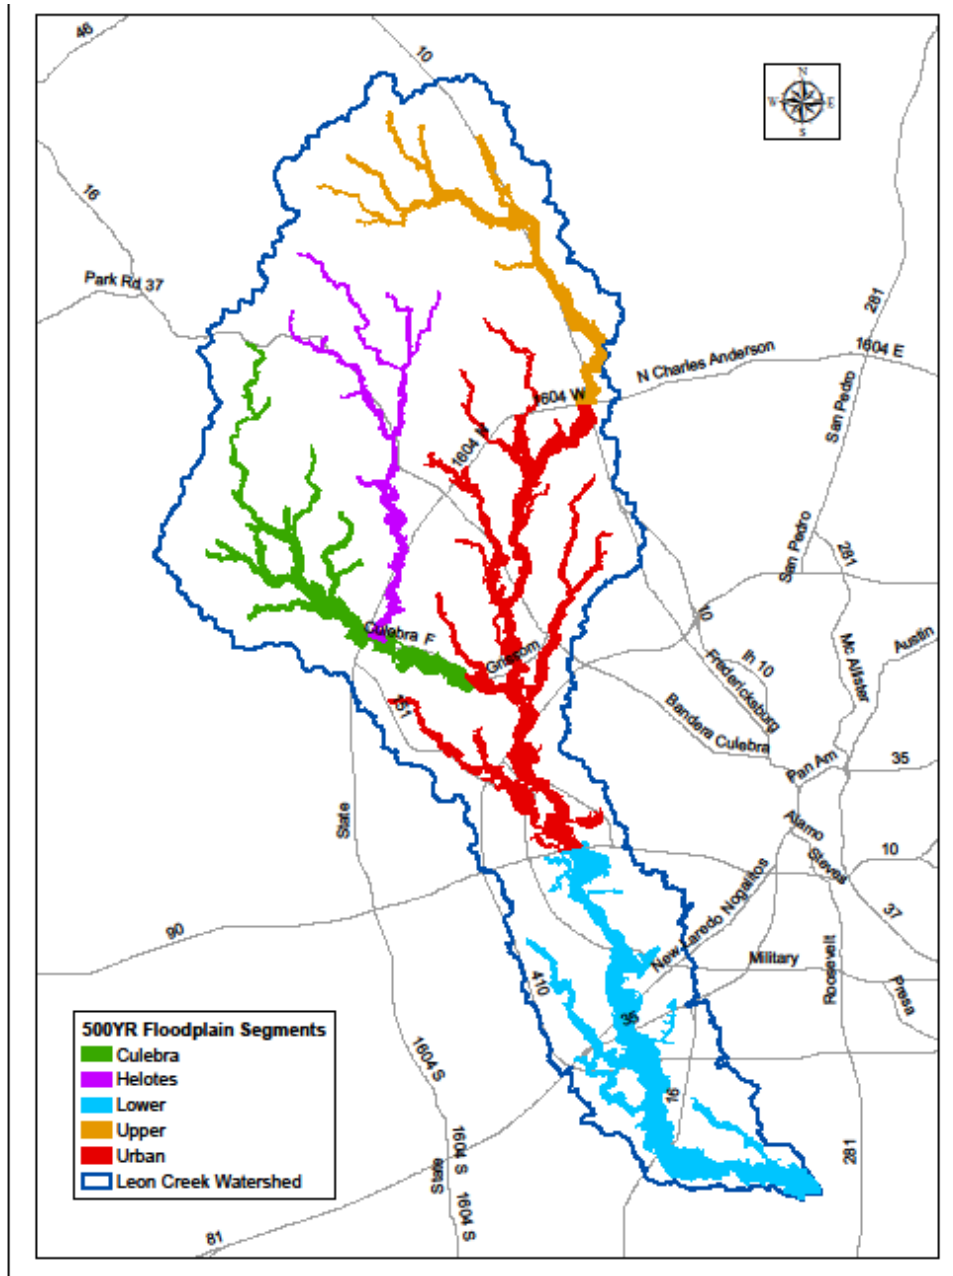 46
10
N
W
E
S
16
Park Rd 37
281
1604 E
N Charles Anderson
1604 W
San Pedro
1604 N
San Pedro
281
10
Culebra F
Grissom
Mc Allister
Austin
Ih 10
Fredericksburg
151
Bandera Culebra
Pan Am
35
State
Alamo
Steves
10
New Laredo Nogalitos
37
90
Military
Roosevelt
Presa
410
35
500YR Floodplain Segments
Culebra
Helotes
Lower
Upper
Urban
Leon Creek Watershed
1604 S
16
1604 S
State
1604 S
281
81